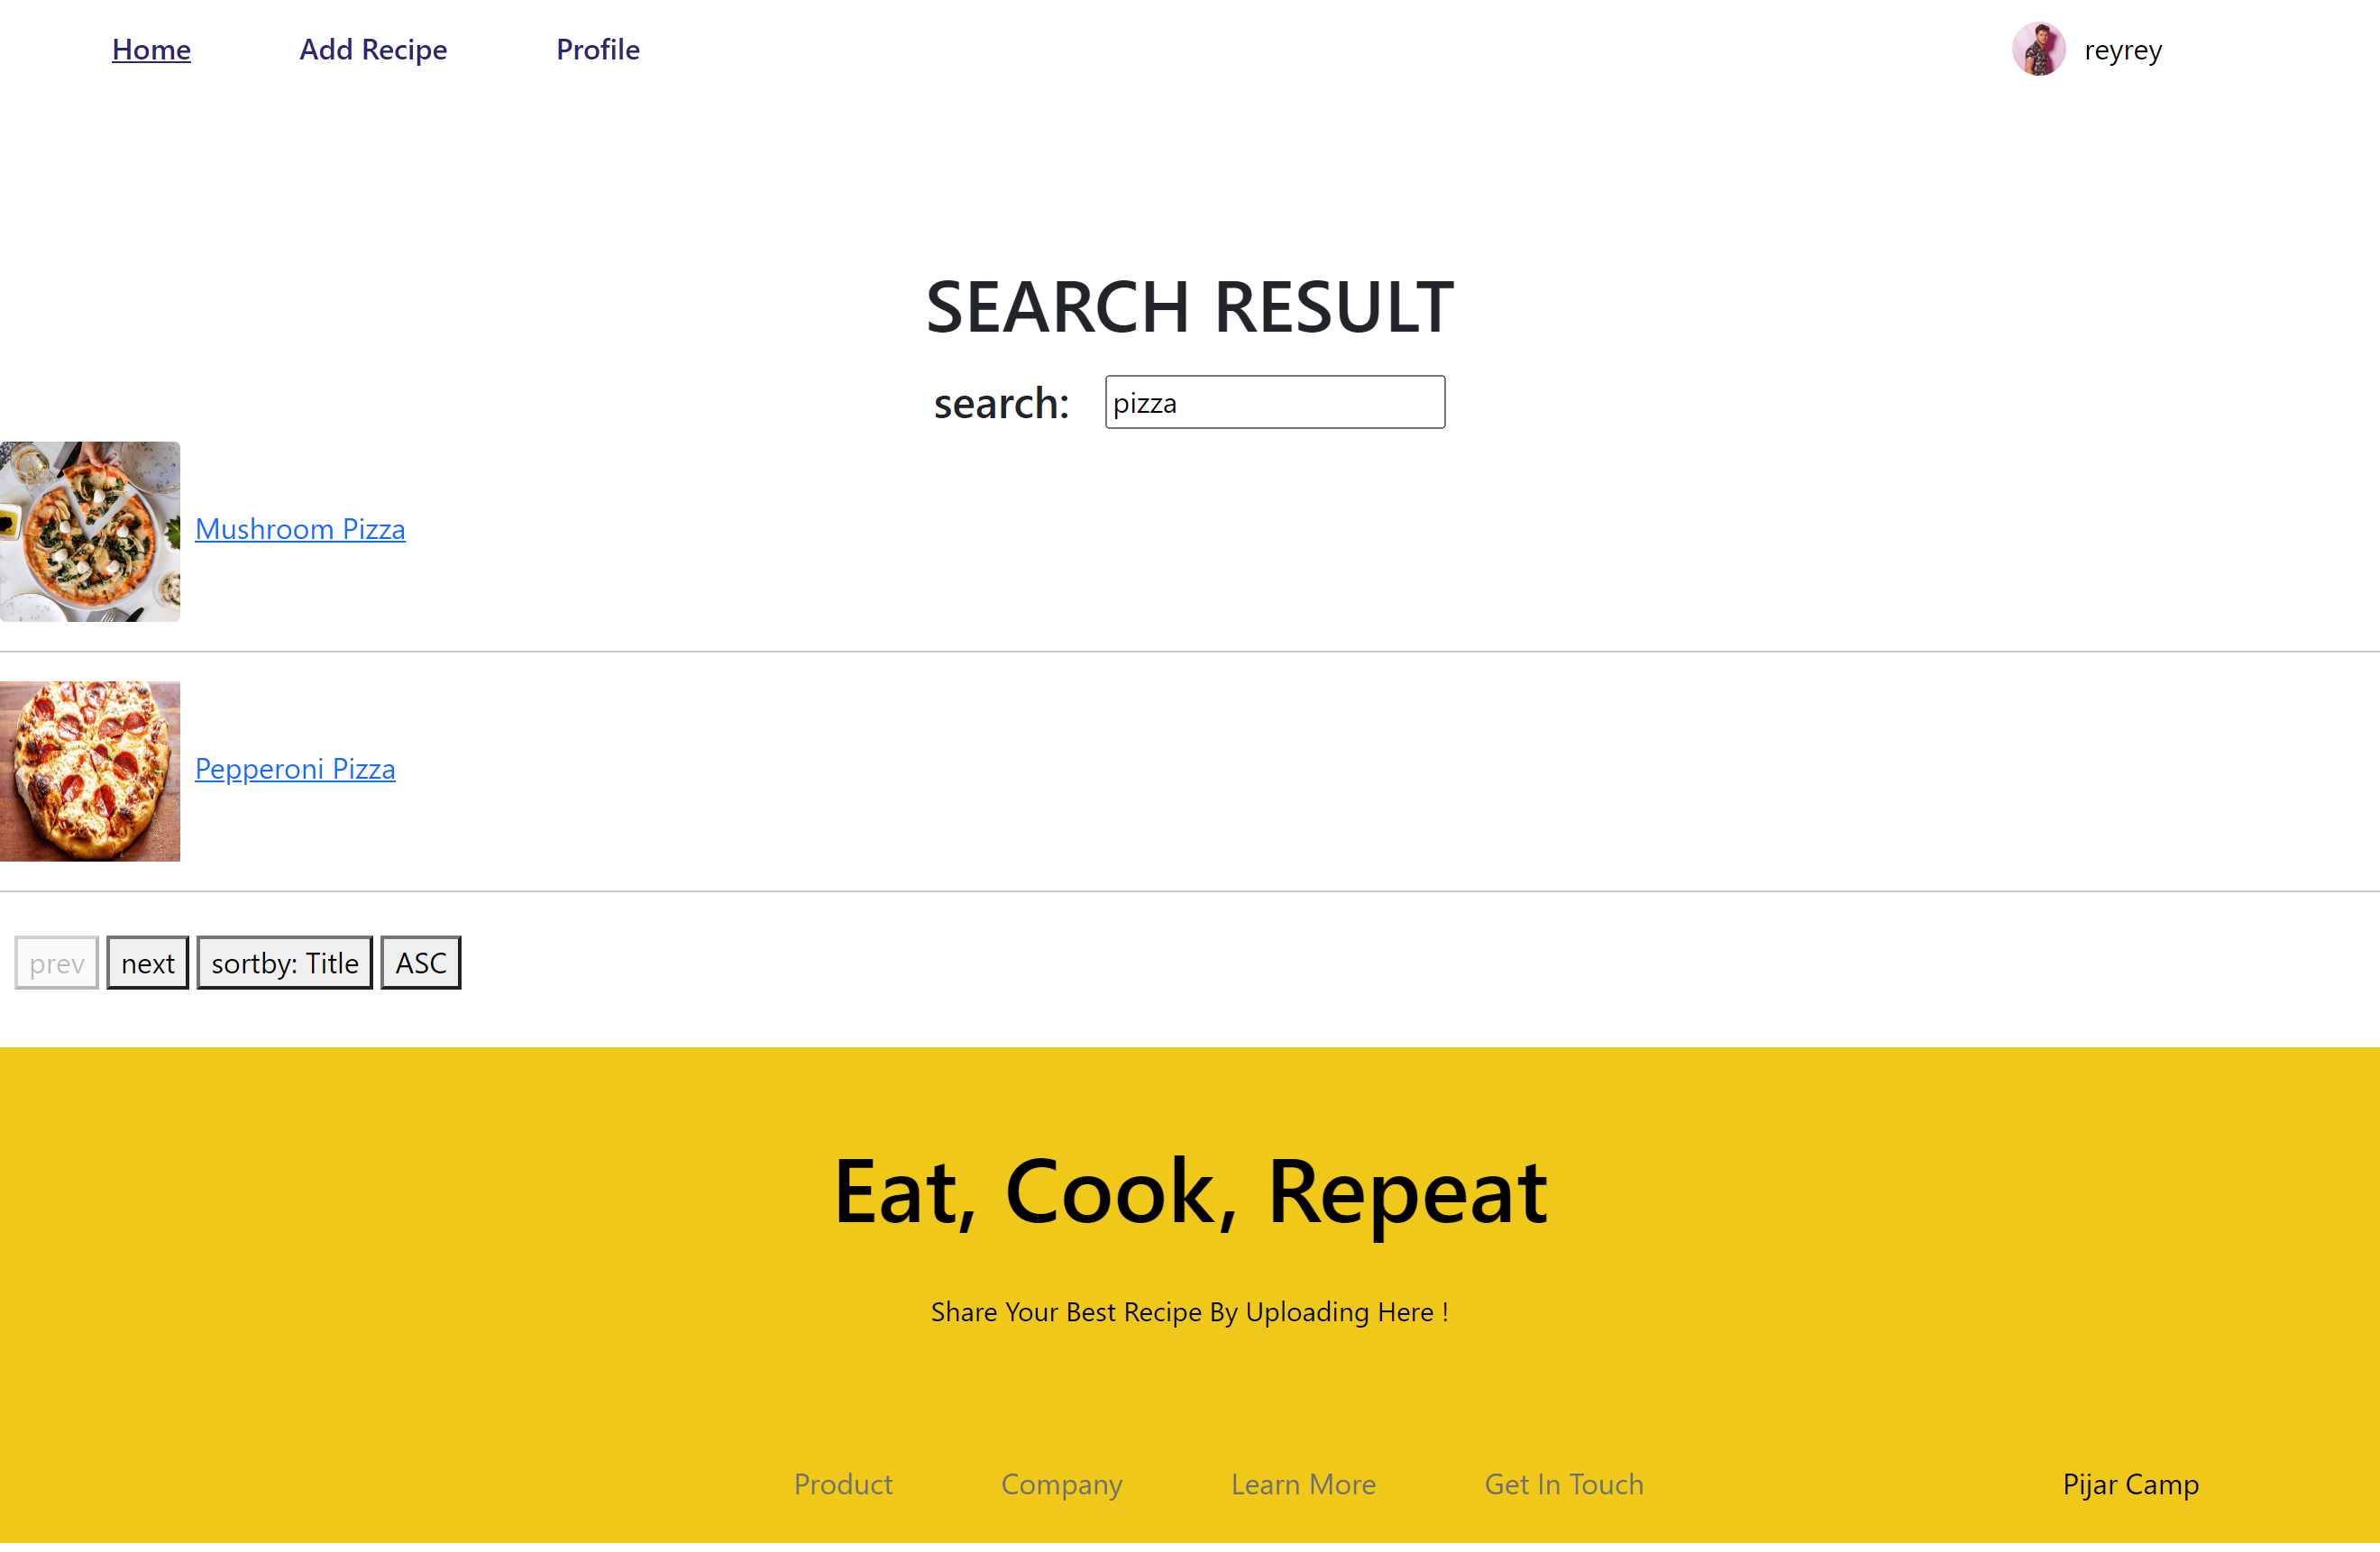 Home Add Recipe Profile reyrey
SEARCH RESULT
search: pizza
Mushroom Pizza
Pepperoni Pizza
prev next sortby: Title ASC
Eat, Cook, Repeat
Share Your Best Recipe By Uploading Here !
Product Company Learn More Get In Touch Pijar Camp